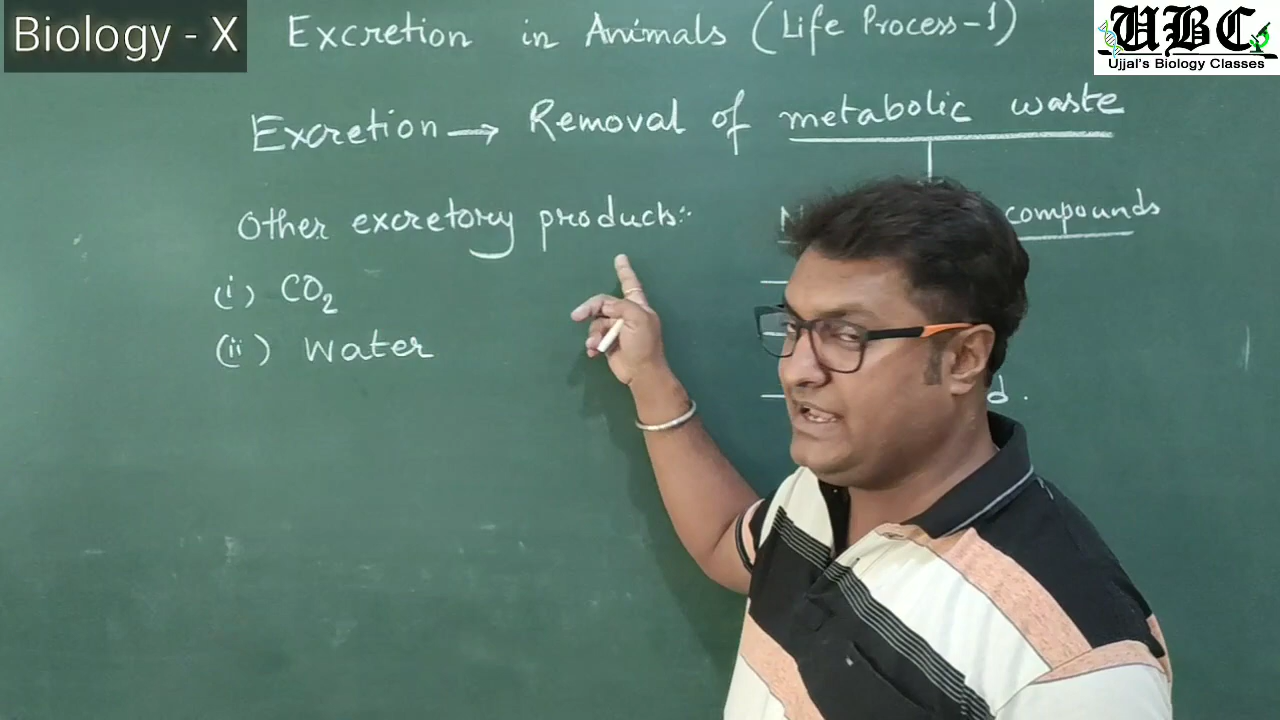 Biology - X
Excretion in Animals (Life Process-1)
UBC
Ujjal's Biology Classes
Excretion → Removal of metabolic waste
Other excretory products:-
compounds
(i) CO₂
(ii) Water